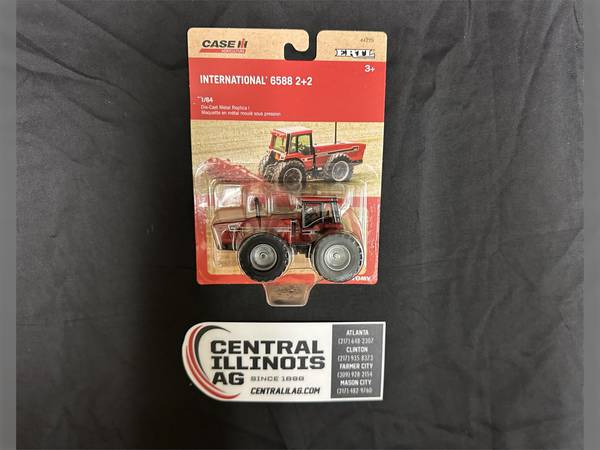 CASE IH
AGRICULTURE
ERTL
3+
INTERNATIONAL® 6588 2+2
1/64
Die-Cast Metal Replica !
Maquette en métal moulé sous pression
TOMY
CENTRAL
ILLINOIS
AG
SINCE 1888
CENTRALILAG.COM
ATLANTA
(217) 648-2307
CLINTON
(217) 935-8373
FARMER CITY
(309) 928-2154
MASON CITY
(217) 482-9760